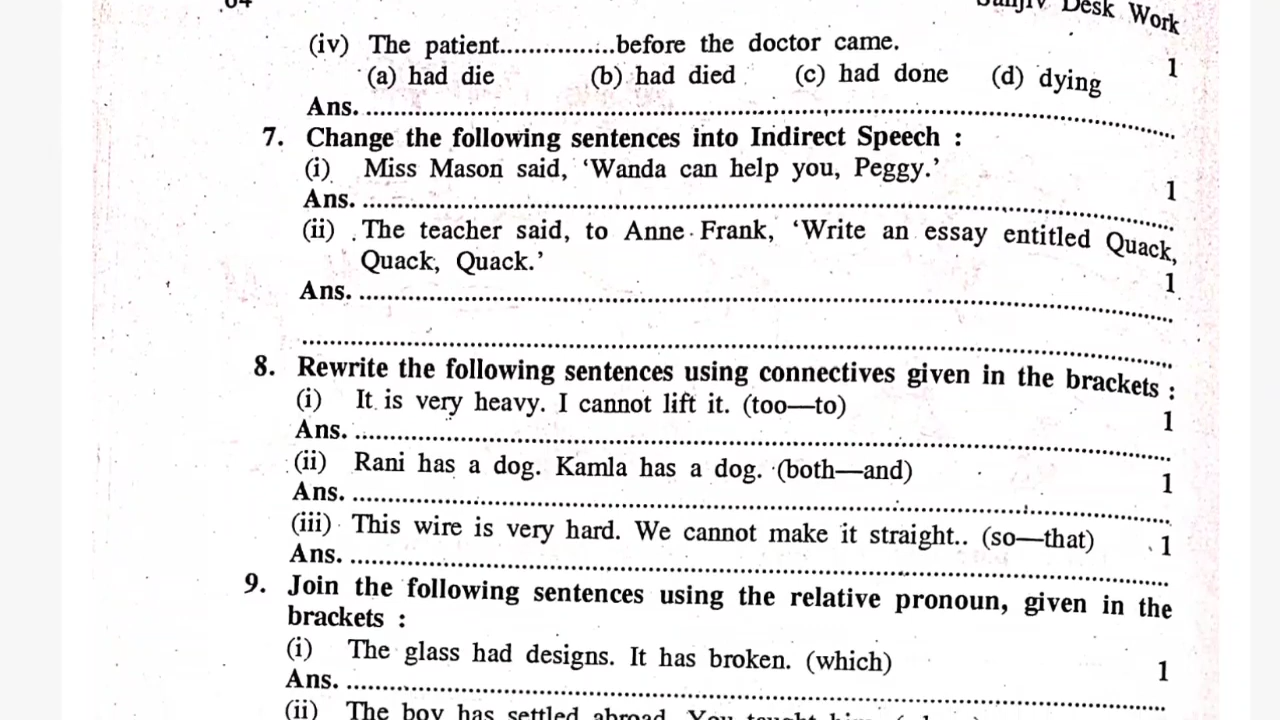 Desk Work
(iv) The patient................before the doctor came. 1
(a) had die (b) had died (c) had done (d) dying
Ans. ........................................
7. Change the following sentences into Indirect Speech :
(i) Miss Mason said, ‘Wanda can help you, Peggy.’ 1
Ans. ........................................
(ii) The teacher said, to Anne Frank, ‘Write an essay entitled Quack,
Quack, Quack.’ 1
Ans. ........................................
........................................
8. Rewrite the following sentences using connectives given in the brackets :
(i) It is very heavy. I cannot lift it. (too—to) 1
Ans. ........................................
(ii) Rani has a dog. Kamla has a dog. (both—and) 1
Ans. ........................................
(iii) This wire is very hard. We cannot make it straight.. (so—that) 1
Ans. ........................................
9. Join the following sentences using the relative pronoun, given in the
brackets :
(i) The glass had designs. It has broken. (which) 1
Ans. ........................................
(ii) The boy has settled abroad. You